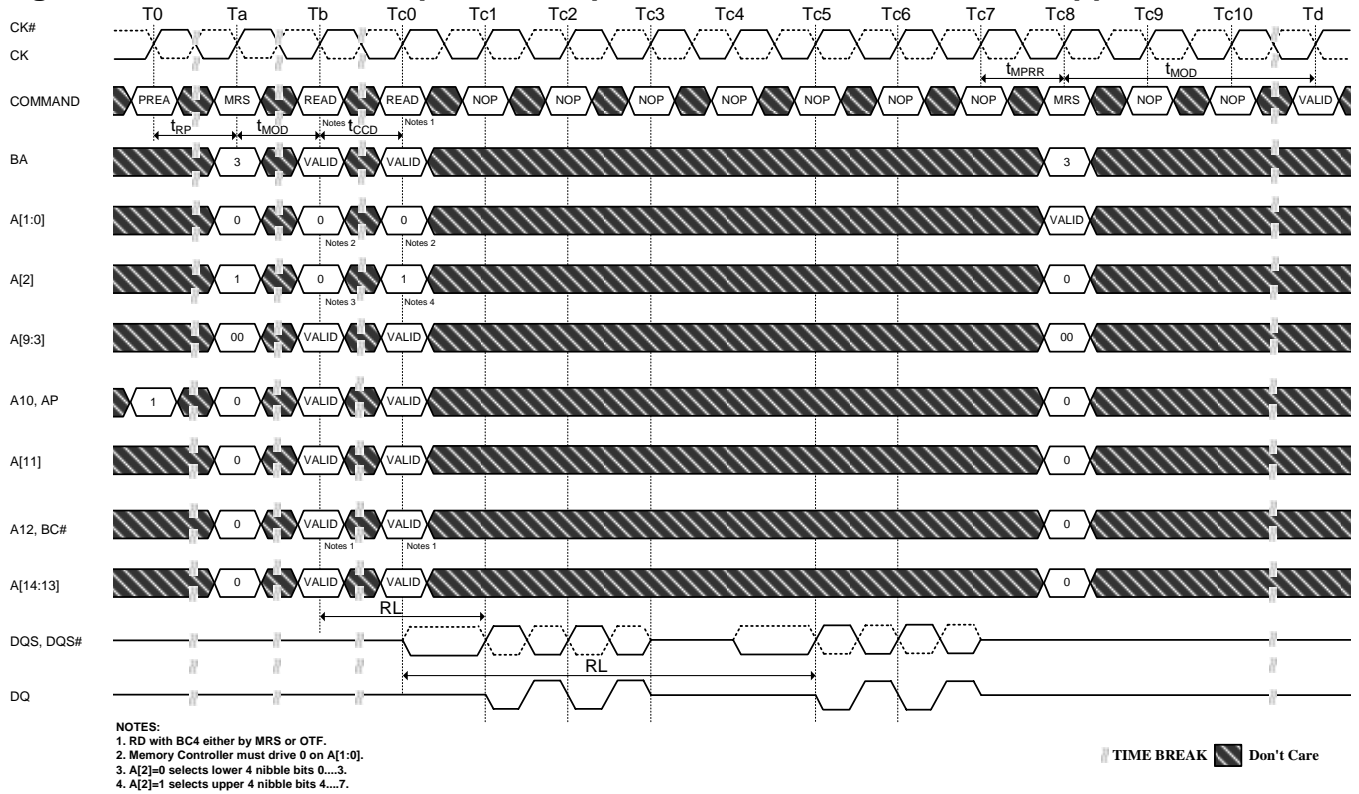 T0 Ta Tb Tc0 Tc1 Tc2 Tc3 Tc4 Tc5 Tc6 Tc7 Tc8 Tc9 Tc10 Td
CK#
CK
tMPRR tMOD
COMMAND PREA MRS READ READ NOP NOP NOP NOP NOP NOP NOP MRS NOP NOP VALID
Notes 1 Notes 1
tRP tMOD tCCD
BA 3 VALID VALID 3
A[1:0] 0 0 0 VALID
Notes 2 Notes 2
A[2] 1 0 1 0
Notes 3 Notes 4
A[9:3] 00 VALID VALID 00
A10, AP 1 0 VALID VALID 0
A[11] 0 VALID VALID 0
A12, BC# 0 VALID VALID 0
Notes 1 Notes 1
A[14:13] 0 VALID VALID 0
RL
DQS, DQS#
RL
DQ
NOTES:
1. RD with BC4 either by MRS or OTF.
2. Memory Controller must drive 0 on A[1:0].
3. A[2]=0 selects lower 4 nibble bits 0....3.
4. A[2]=1 selects upper 4 nibble bits 4....7.
TIME BREAK Don't Care